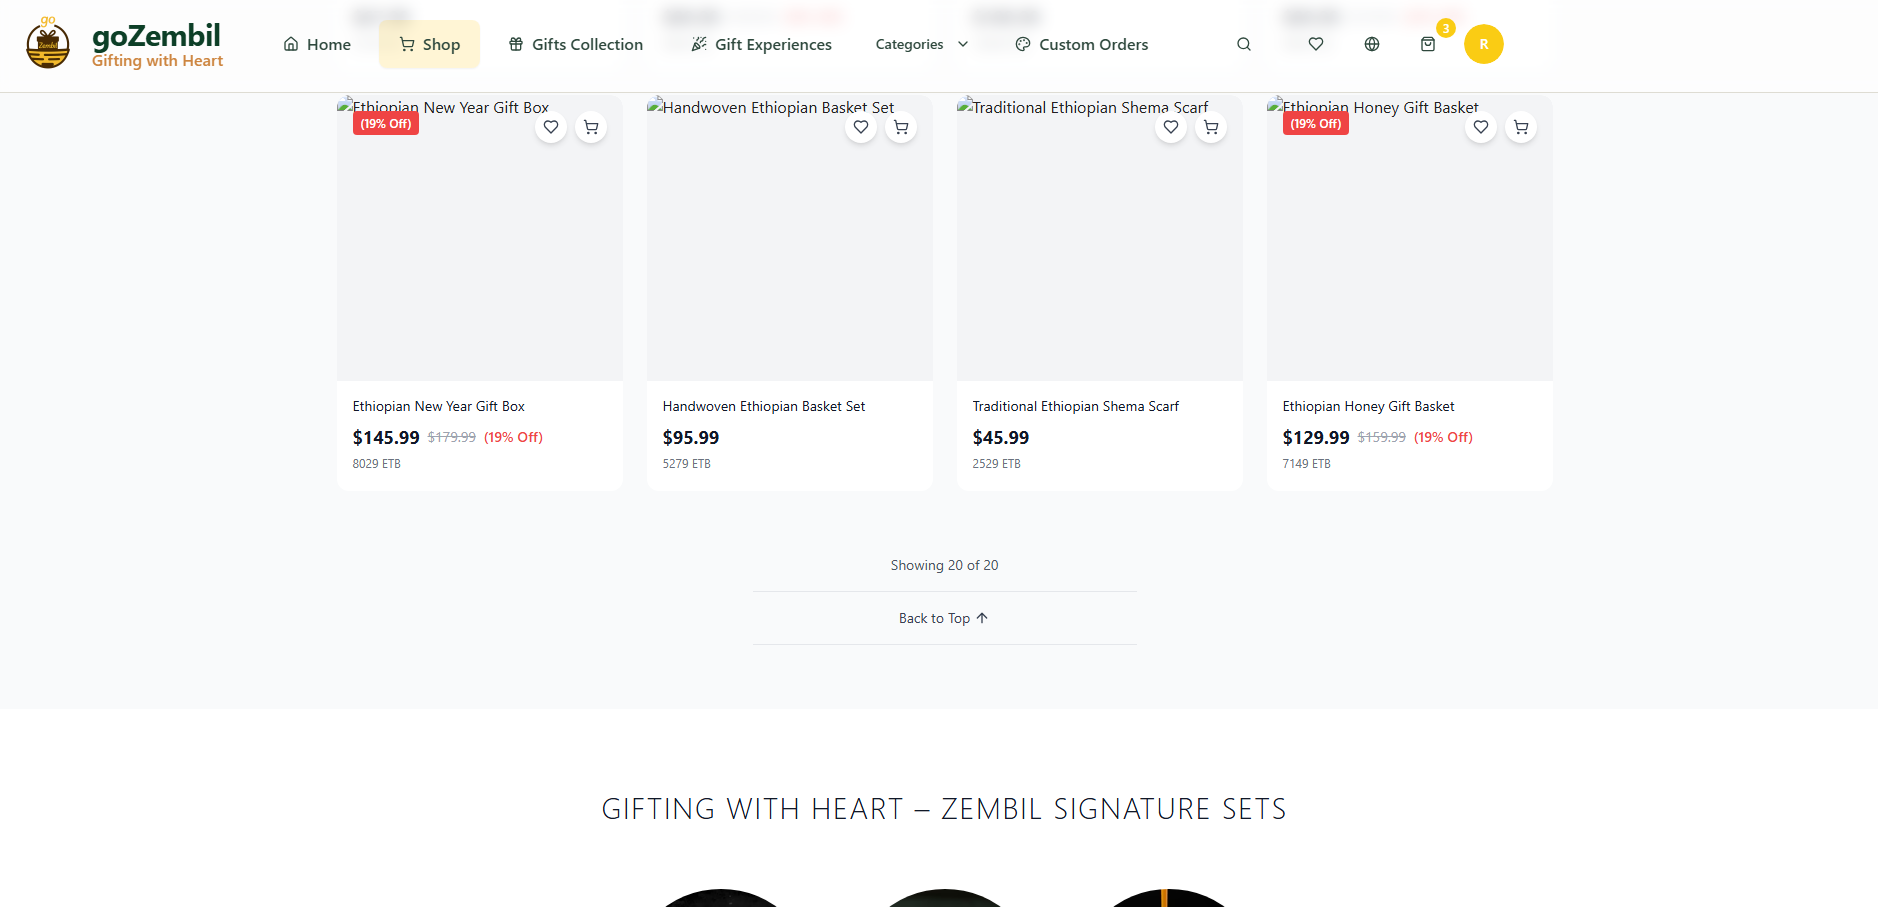 go
Zembil
goZembil
Gifting with Heart
Home
Shop
Gifts Collection
Gift Experiences
Categories
Custom Orders
3
R
Ethiopian New Year Gift Box
(19% Off)
Handwoven Ethiopian Basket Set
Traditional Ethiopian Shema Scarf
Ethiopian Honey Gift Basket
(19% Off)
Ethiopian New Year Gift Box
$145.99 $179.99 (19% Off)
8029 ETB
Handwoven Ethiopian Basket Set
$95.99
5279 ETB
Traditional Ethiopian Shema Scarf
$45.99
2529 ETB
Ethiopian Honey Gift Basket
$129.99 $159.99 (19% Off)
7149 ETB
Showing 20 of 20
Back to Top
GIFTING WITH HEART – ZEMBIL SIGNATURE SETS